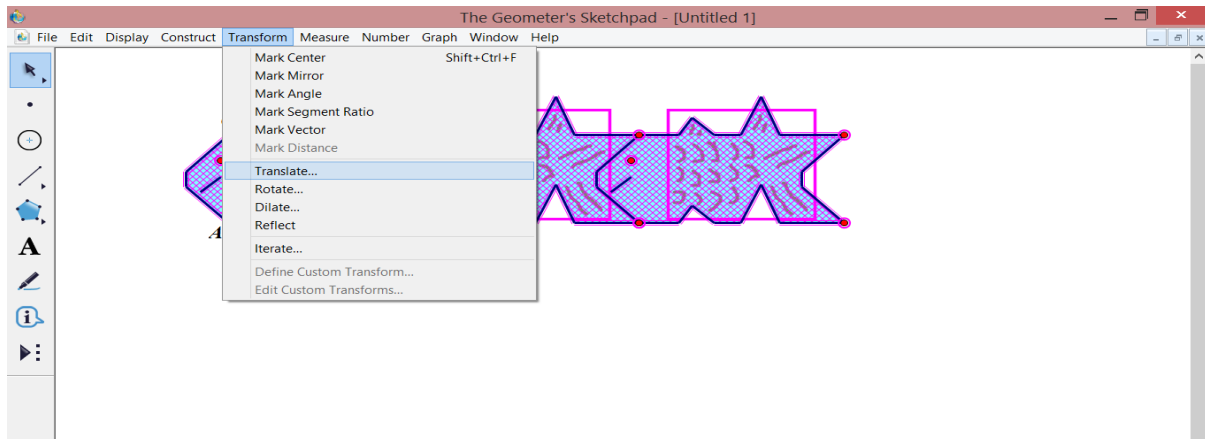 The Geometer's Sketchpad - [Untitled 1]
File Edit Display Construct Transform Measure Number Graph Window Help
Mark Center Shift+Ctrl+F
Mark Mirror
Mark Angle
Mark Segment Ratio
Mark Vector
Mark Distance
Translate...
Rotate...
Dilate...
Reflect
Iterate...
Define Custom Transform...
Edit Custom Transforms...
A
A